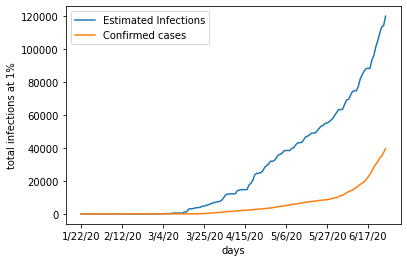 Estimated Infections
Confirmed cases
120000
100000
80000
60000
40000
20000
0
total infections at 1%
1/22/20 2/12/20 3/4/20 3/25/20 4/15/20 5/6/20 5/27/20 6/17/20
days